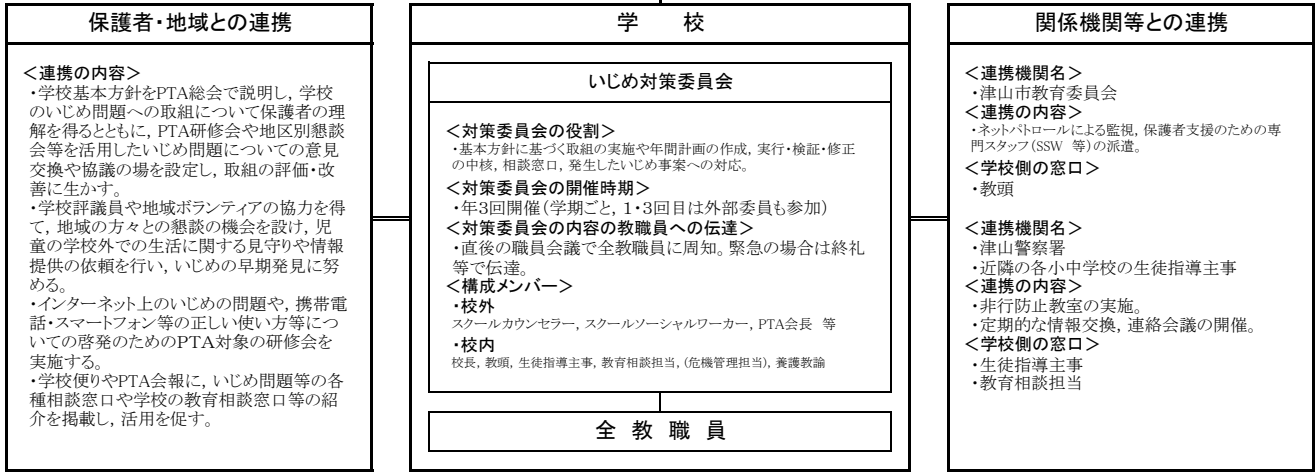 保護者・地域との連携
＜連携の内容＞
・学校基本方針をPTA総会で説明し，学校
のいじめ問題への取組について保護者の理
解を得るとともに，PTA研修会や地区別懇談
会等を活用したいじめ問題についての意見
交換や協議の場を設定し，取組の評価・改
善に生かす。
・学校評議員や地域ボランティアの協力を得
て，地域の方々との懇談の機会を設け，児
童の学校外での生活に関する見守りや情報
提供の依頼を行い，いじめの早期発見に努
める。
・インターネット上のいじめの問題や，携帯電
話・スマートフォン等の正しい使い方等につ
いての啓発のためのPTA対象の研修会を
実施する。
・学校便りやPTA会報に，いじめ問題等の各
種相談窓口や学校の教育相談窓口等の紹
介を掲載し，活用を促す。
学　校
いじめ対策委員会
＜対策委員会の役割＞
・基本方針に基づく取組の実施や年間計画の作成，実行・検証・修正
の中核，相談窓口，発生したいじめ事案への対応。
＜対策委員会の開催時期＞
・年3回開催（学期ごと，1・3回目は外部委員も参加）
＜対策委員会の内容の教職員への伝達＞
・直後の職員会議で全教職員に周知。緊急の場合は終礼
等で伝達。
＜構成メンバー＞
・校外
スクールカウンセラー，スクールソーシャルワーカー，PTA会長　等
・校内
校長，教頭，生徒指導主事，教育相談担当，（危機管理担当），養護教諭
全 教 職 員
関係機関等との連携
＜連携機関名＞
・津山市教育委員会
＜連携の内容＞
・ネットパトロールによる監視，保護者支援のための専
門スタッフ（SSW　等）の派遣。
＜学校側の窓口＞
・教頭
＜連携機関名＞
・津山警察署
・近隣の各小中学校の生徒指導主事
＜連携の内容＞
・非行防止教室の実施。
・定期的な情報交換，連絡会議の開催。
＜学校側の窓口＞
・生徒指導主事
・教育相談担当